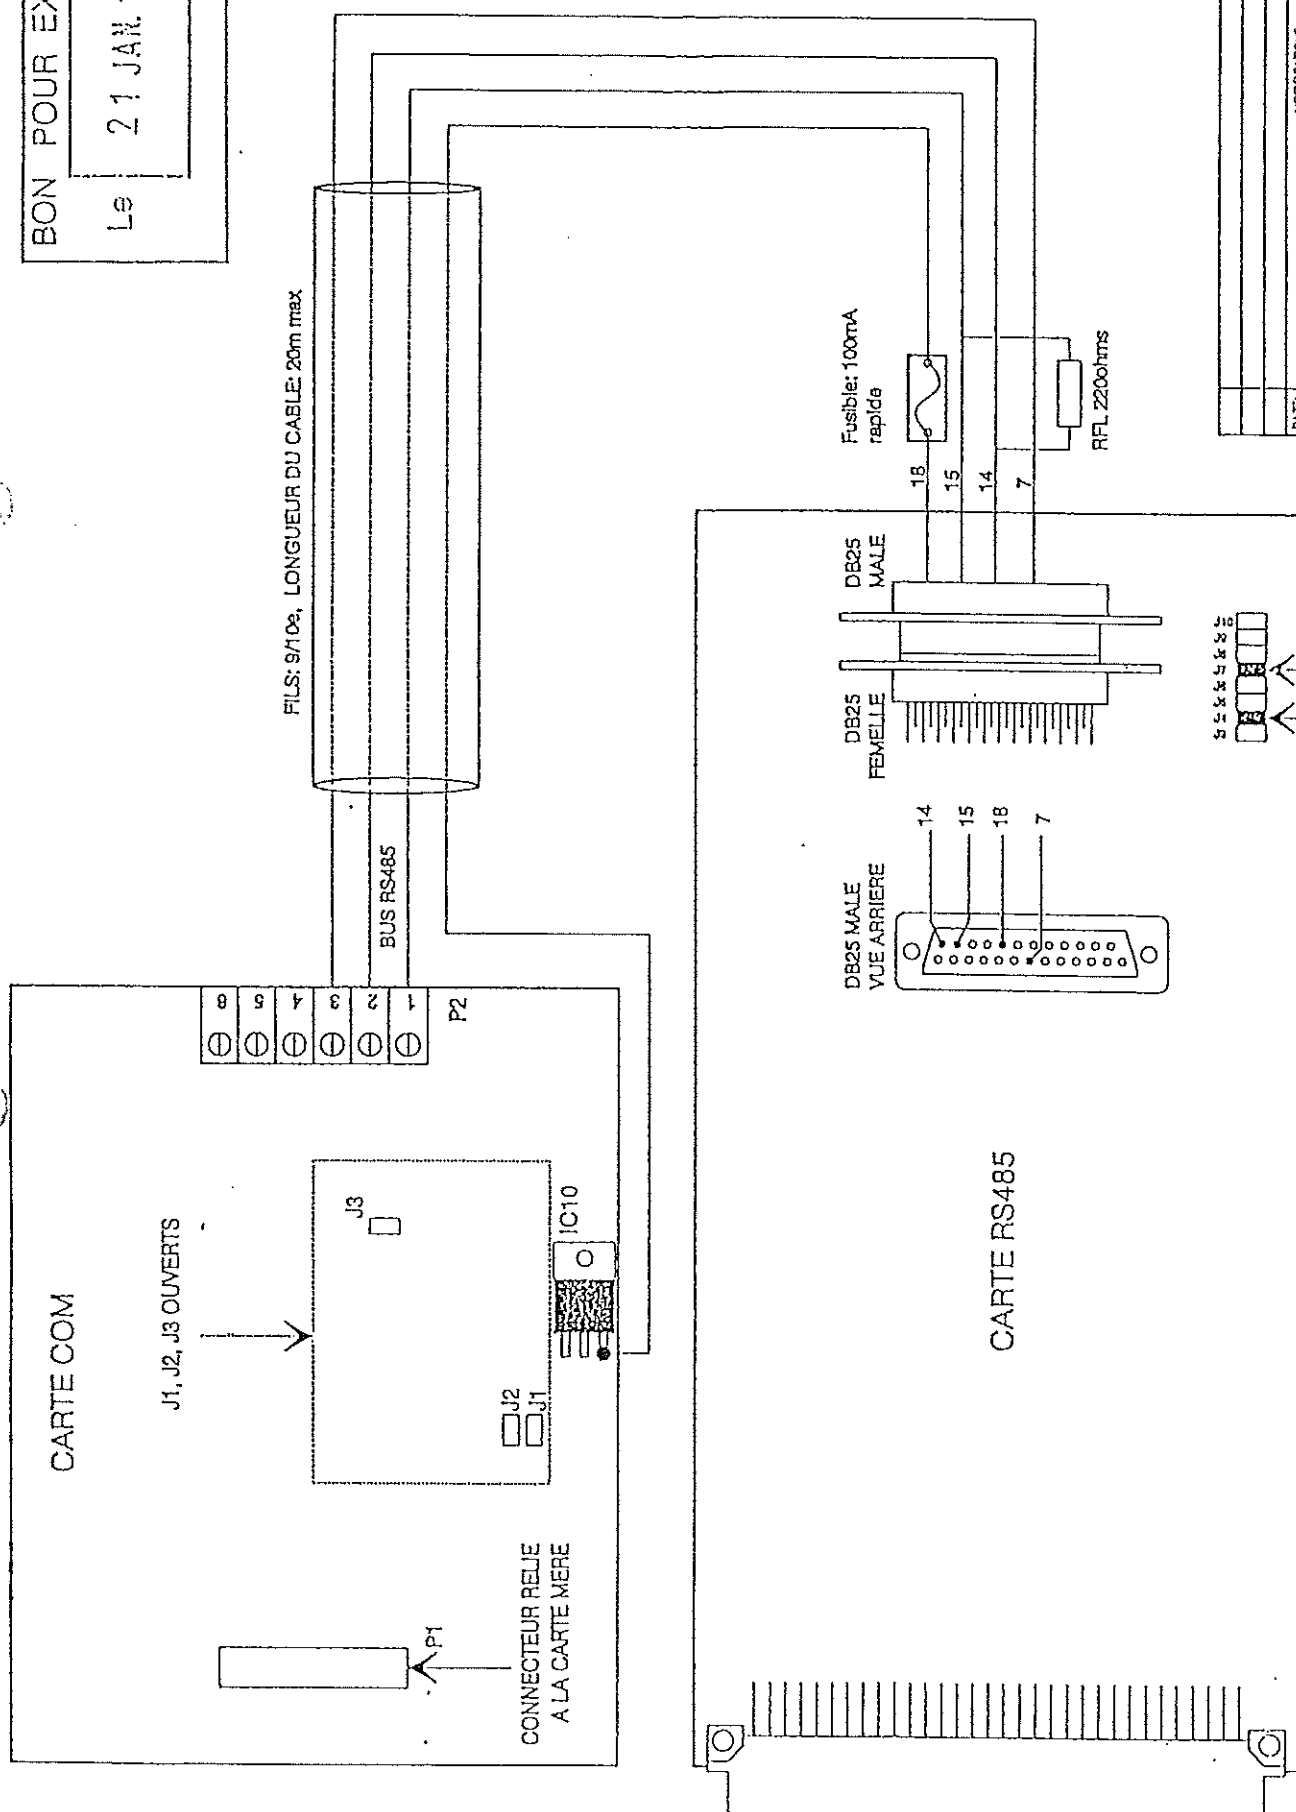 BON POUR EX
Le 21 JAN.
FILS: 9/10e, LONGUEUR DU CABLE: 20m max
BUS RS485
CARTE COM
J1, J2, J3 OUVERTS
J3
J2
J1
IC10
6
5
4
3
2
1
P2
P1
CONNECTEUR RELIE
A LA CARTE MERE
Fusible: 100mA
rapide
18
15
14
7
RFL 220ohms
DB25
MALE
DB25
FEMELLE
DB25 MALE
VUE ARRIERE
14
15
18
7
J10
CARTE RS485